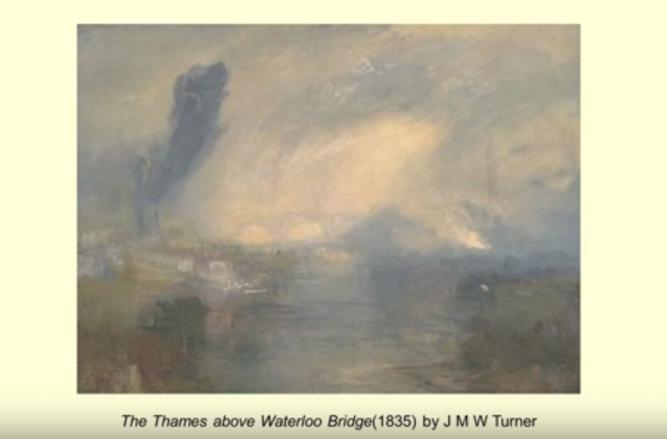 The Thames above Waterloo Bridge(1835) by J M W Turner